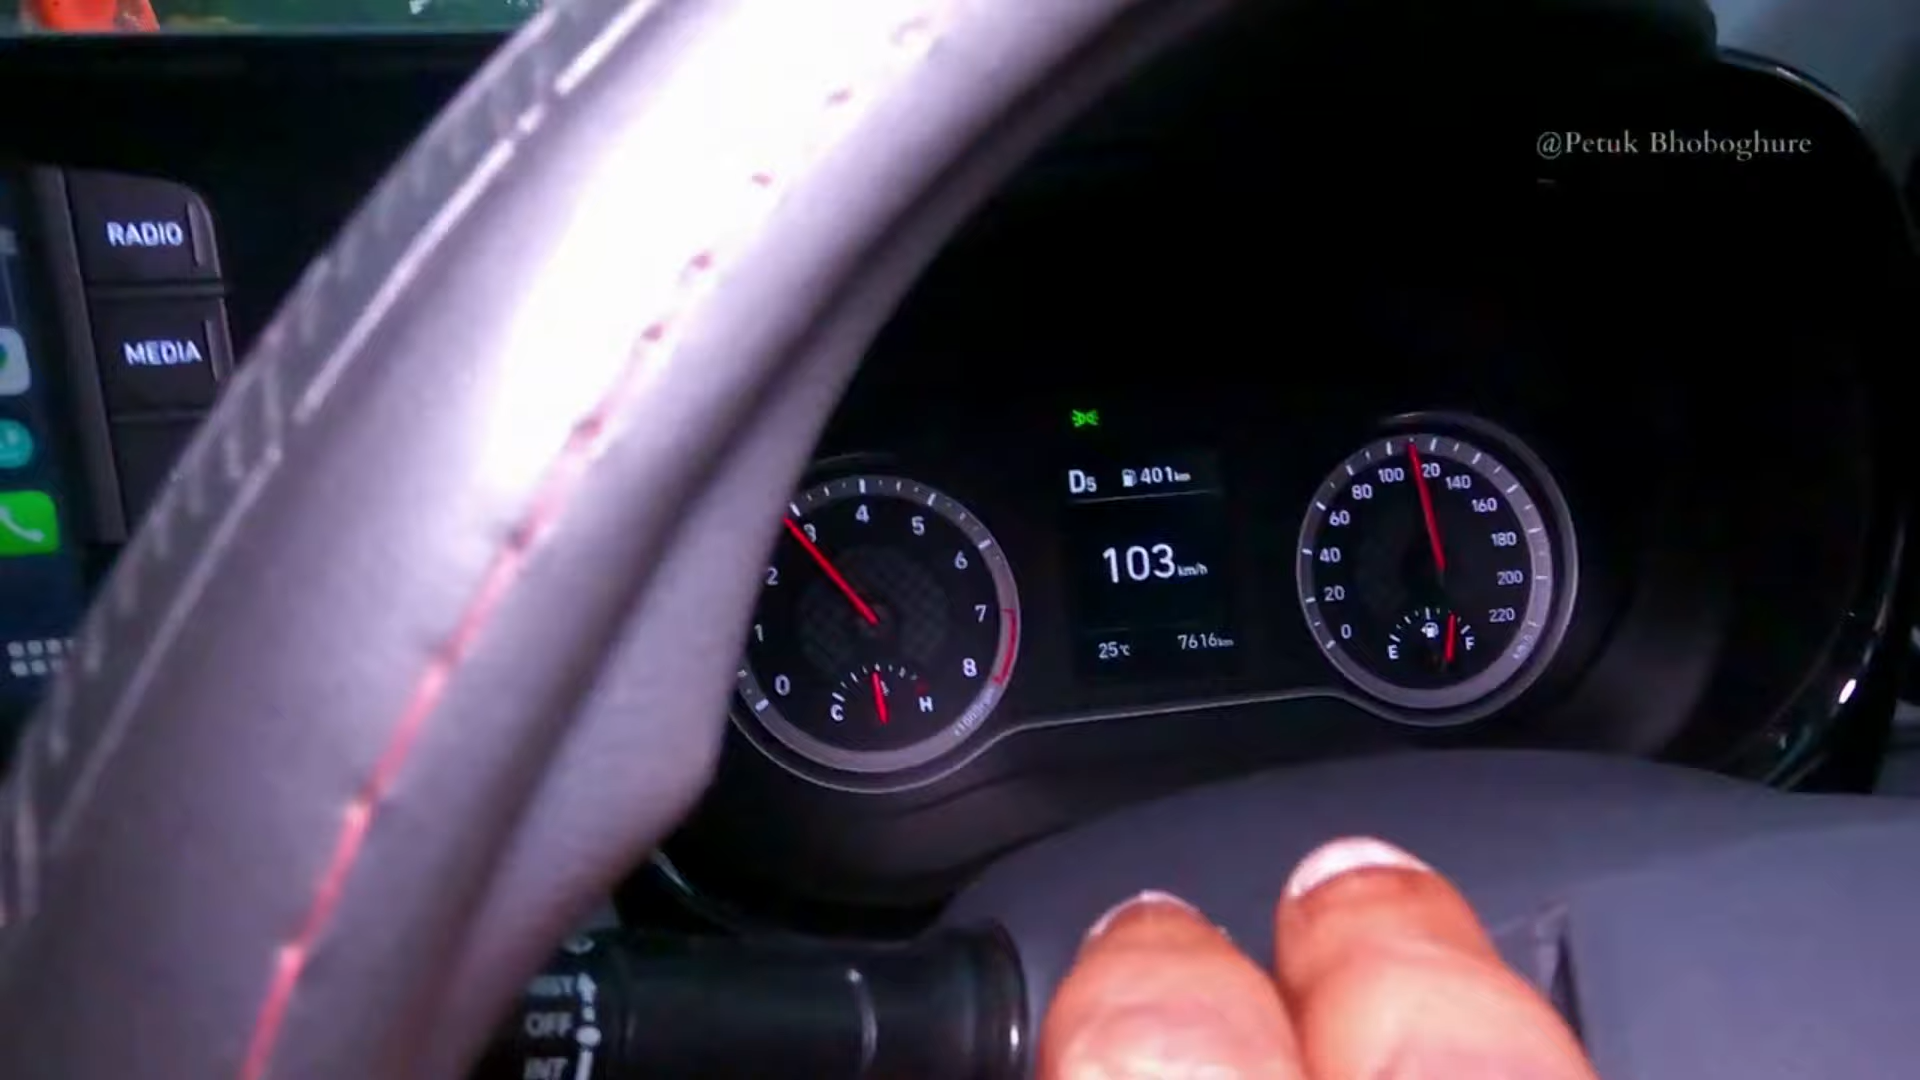 @Petuk Bhoboghure
RADIO
MEDIA
Ds 401km
103km/h
25℃ 7616km
0 1 2 3 4 5 6 7 8
C H
0 20 40 60 80 100 120 140 160 180 200 220
E F
OFF
INT